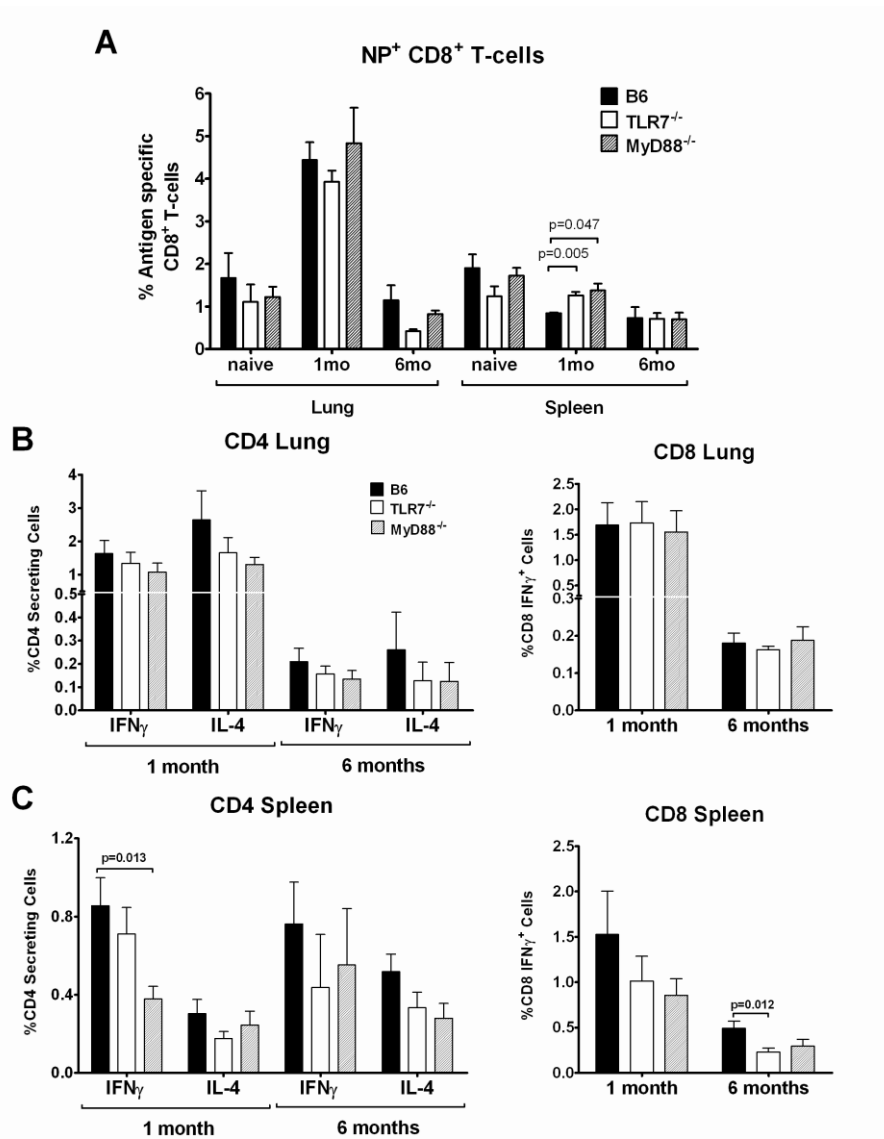 A
NP⁺ CD8⁺ T-cells
B6
TLR7⁻/⁻
MyD88⁻/⁻
% Antigen specific
CD8⁺ T-cells
6
5
4
3
2
1
0
p=0.047
p=0.005
naive 1mo 6mo naive 1mo 6mo
Lung Spleen
B
CD4 Lung
B6
TLR7⁻/⁻
MyD88⁻/⁻
%CD4 Secreting Cells
4
3
2
1
0.5
0.4
0.3
0.2
0.1
0.0
IFNγ IL-4 IFNγ IL-4
1 month 6 months
CD8 Lung
%CD8 IFNγ⁺ Cells
2.5
2.0
1.5
1.0
0.5
0.3
0.2
0.1
0.0
1 month 6 months
C
CD4 Spleen
%CD4 Secreting Cells
1.2
0.8
0.4
0.0
p=0.013
IFNγ IL-4 IFNγ IL-4
1 month 6 months
CD8 Spleen
%CD8 IFNγ⁺ Cells
2.5
2.0
1.5
1.0
0.5
0.0
p=0.012
1 month 6 months